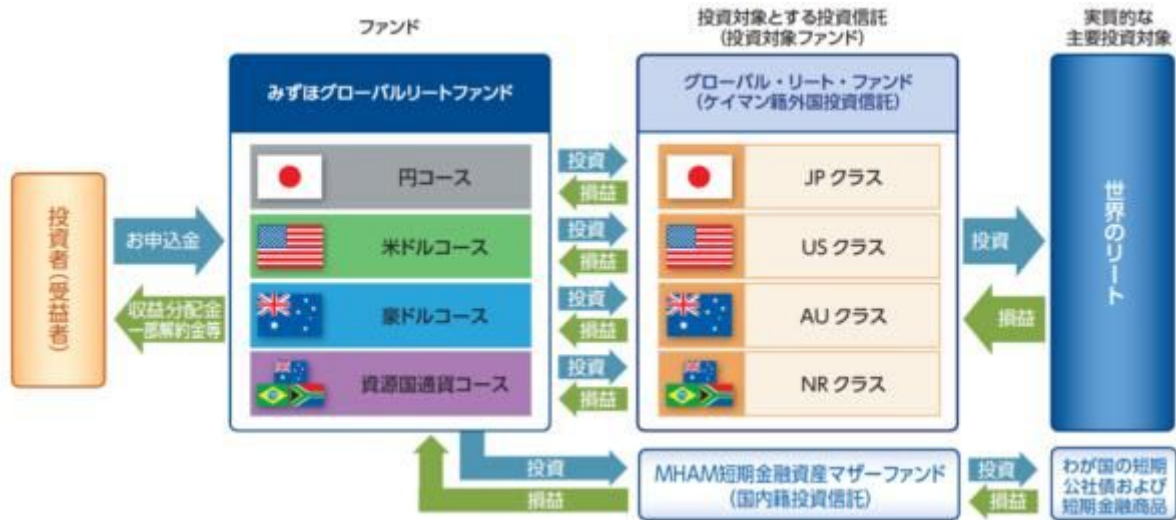 ファンド
投資対象とする投資信託
(投資対象ファンド)
実質的な
主要投資対象
みずほグローバルリートファンド
グローバル・リート・ファンド
(ケイマン籍外国投資信託)
投資者(受益者)
お申込金
収益分配金
一部解約金等
円コース
投資
損益
JP クラス
米ドルコース
投資
損益
US クラス
豪ドルコース
投資
損益
AU クラス
資源国通貨コース
投資
損益
NR クラス
投資
損益
世界のリート
投資
損益
MHAM短期金融資産マザーファンド
(国内籍投資信託)
投資
損益
わが国の短期
公社債および
短期金融商品